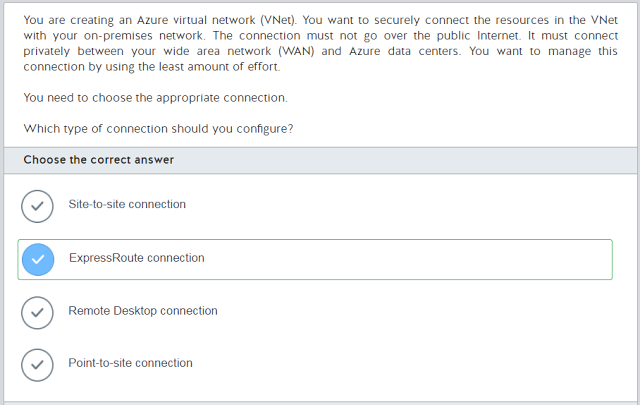 You are creating an Azure virtual network (VNet). You want to securely connect the resources in the VNet
with your on-premises network. The connection must not go over the public Internet. It must connect
privately between your wide area network (WAN) and Azure data centers. You want to manage this
connection by using the least amount of effort.
You need to choose the appropriate connection.
Which type of connection should you configure?
Choose the correct answer
Site-to-site connection
ExpressRoute connection
Remote Desktop connection
Point-to-site connection